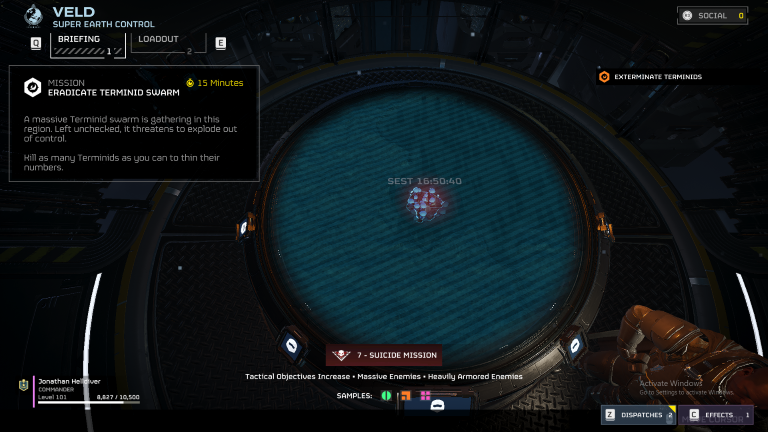 VELD
SUPER EARTH CONTROL
SOCIAL 0
Q BRIEFING 1 LOADOUT 2 E
MISSION 15 Minutes
ERADICATE TERMINID SWARM
EXTERMINATE TERMINIDS
A massive Terminid swarm is gathering in this
region. Left unchecked, it threatens to explode out
of control.
Kill as many Terminids as you can to thin their
numbers.
SEST 16:50:40
7 - SUICIDE MISSION
Tactical Objectives Increase • Massive Enemies • Heavily Armored Enemies
Jonathan Helldiver
COMMANDER
Level 101 8,827 / 10,500
SAMPLES:
Activate Windows
Go to Settings to activate Windows.
Z DISPATCHES 2 C EFFECTS 1
CURSOR